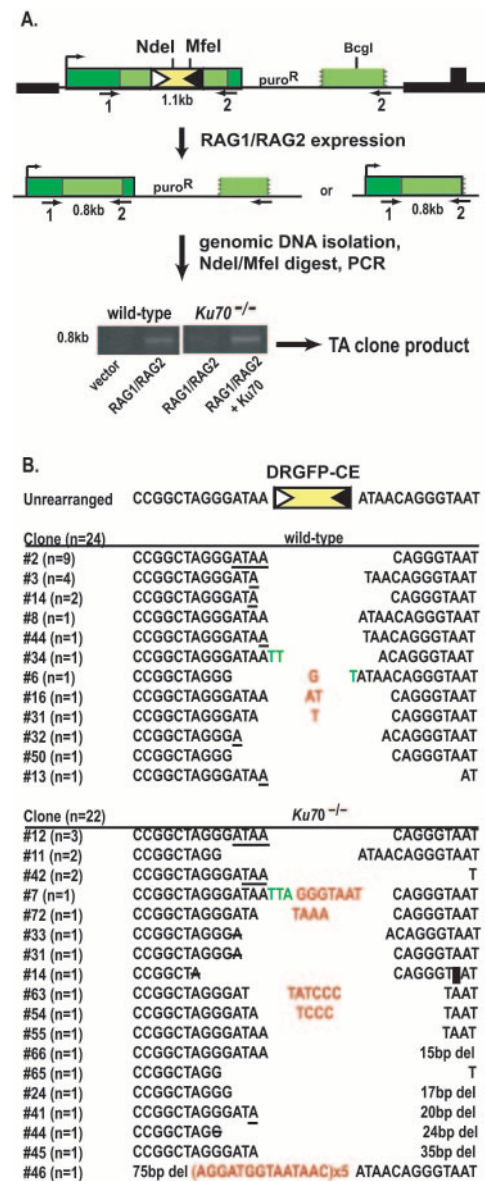 A.
NdeI MfeI
BcgI
puroR
1 1.1kb 2 2
RAG1/RAG2 expression
puroR or
1 0.8kb 2 1 0.8kb 2
genomic DNA isolation,
NdeI/MfeI digest, PCR
wild-type Ku70 -/-
0.8kb
TA clone product
vector RAG1/RAG2 RAG1/RAG2 RAG1/RAG2 + Ku70
B.
DRGFP-CE
Unrearranged CCGGCTAGGGATAA ATAACAGGGTAAT
Clone (n=24) wild-type
#2 (n=9) CCGGCTAGGGATAA CAGGGTAAT
#3 (n=4) CCGGCTAGGGATA TAACAGGGTAAT
#14 (n=2) CCGGCTAGGGATA CAGGGTAAT
#8 (n=1) CCGGCTAGGGATAA ATAACAGGGTAAT
#44 (n=1) CCGGCTAGGGATAA TAACAGGGTAAT
#34 (n=1) CCGGCTAGGGATAATT ACAGGGTAAT
#6 (n=1) CCGGCTAGGG G TATAACAGGGTAAT
#16 (n=1) CCGGCTAGGGATAA AT CAGGGTAAT
#31 (n=1) CCGGCTAGGGATA T CAGGGTAAT
#32 (n=1) CCGGCTAGGGA ACAGGGTAAT
#50 (n=1) CCGGCTAGGG CAGGGTAAT
#13 (n=1) CCGGCTAGGGATAA AT
Clone (n=22) Ku70 -/-
#12 (n=3) CCGGCTAGGGATAA CAGGGTAAT
#11 (n=2) CCGGCTAGG ATAACAGGGTAAT
#42 (n=2) CCGGCTAGGGATAA T
#7 (n=1) CCGGCTAGGGATAATTA GGGTAAT CAGGGTAAT
#72 (n=1) CCGGCTAGGGATA TAAA CAGGGTAAT
#33 (n=1) CCGGCTAGGGA ACAGGGTAAT
#31 (n=1) CCGGCTAGGGA CAGGGTAAT
#14 (n=1) CCGGCTA CAGGGT AT
#63 (n=1) CCGGCTAGGGAT TATCCC TAAT
#54 (n=1) CCGGCTAGGGATA TCCC TAAT
#55 (n=1) CCGGCTAGGGATAA TAAT
#66 (n=1) CCGGCTAGGGATAA 15bp del
#65 (n=1) CCGGCTAGG T
#24 (n=1) CCGGCTAGGG 17bp del
#41 (n=1) CCGGCTAGGGATA 20bp del
#44 (n=1) CCGGCTAGG 24bp del
#45 (n=1) CCGGCTAGGGATA 35bp del
#46 (n=1) 75bp del (AGGATGGTAATAAC)x5 ATAACAGGGTAAT